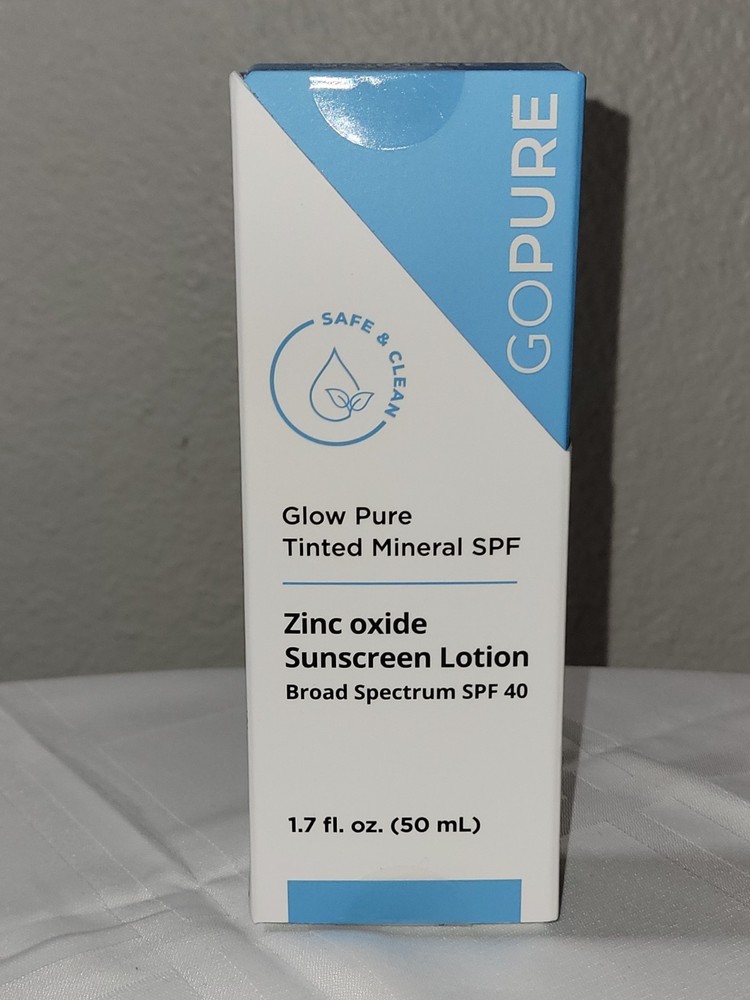 GOPURE
SAFE & CLEAN
Glow Pure
Tinted Mineral SPF
Zinc oxide
Sunscreen Lotion
Broad Spectrum SPF 40
1.7 fl. oz. (50 mL)